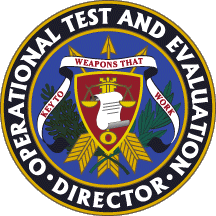 OPERATIONAL TEST AND EVALUATION
• DIRECTOR •
KEY TO
WEAPONS THAT
WORK